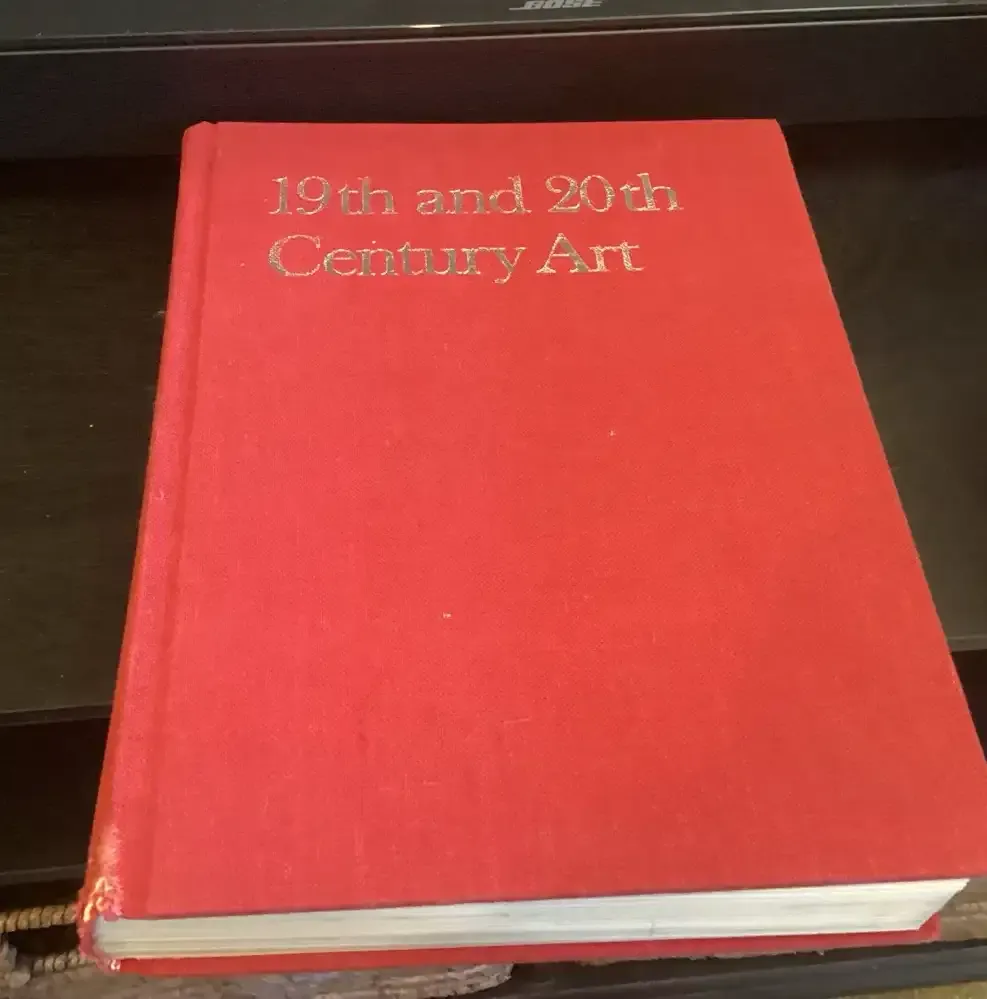 BOSE
19th and 20th
Century Art